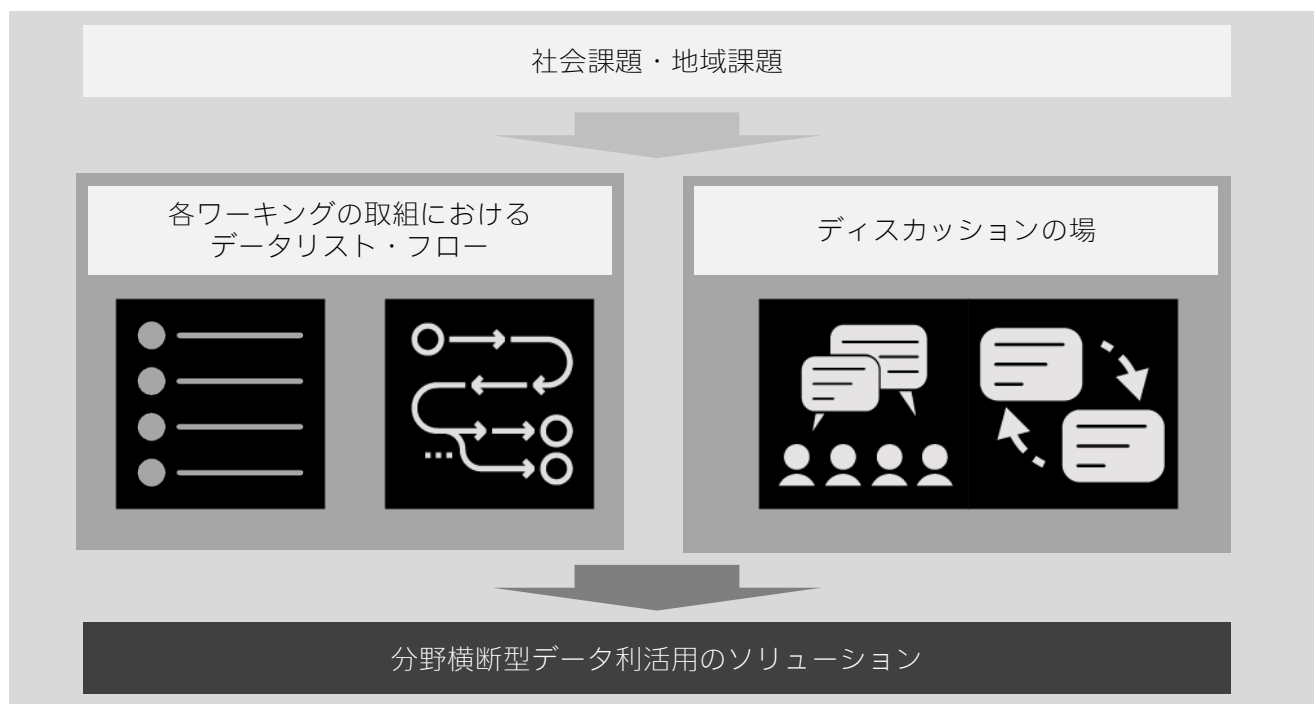 社会課題・地域課題
各ワーキングの取組における
データリスト・フロー
ディスカッションの場
分野横断型データ利活用のソリューション